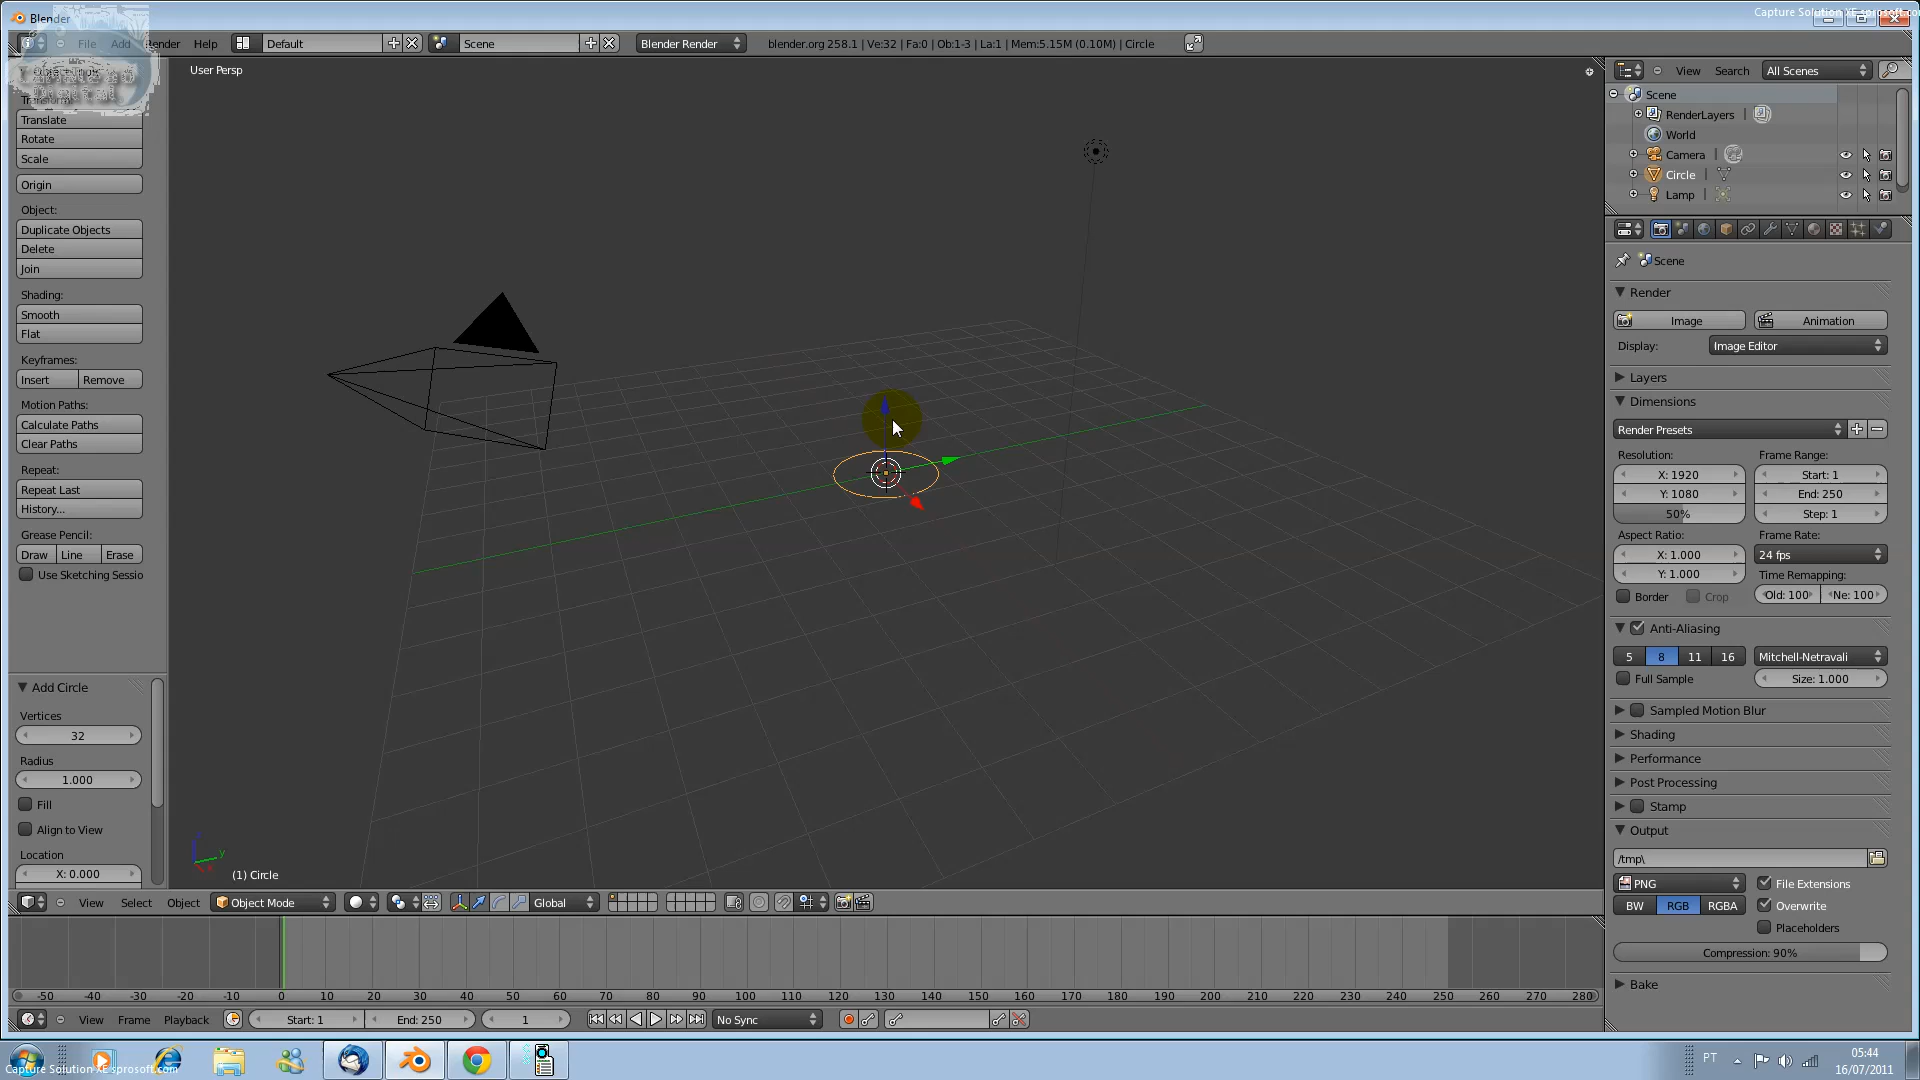 Blender
Capture Solution XE sprosoft.co
File Add Render Help Default Scene Blender Render blender.org 258.1 | Ve:32 | Fa:0 | Ob:1-3 | La:1 | Mem:5.15M (0.10M) | Circle
User Persp
Translate
Rotate
Scale
Origin
Object:
Duplicate Objects
Delete
Join
Shading:
Smooth
Flat
Keyframes:
Insert Remove
Motion Paths:
Calculate Paths
Clear Paths
Repeat:
Repeat Last
History...
Grease Pencil:
Draw Line Erase
Use Sketching Sessio
Add Circle
Vertices
32
Radius
1.000
Fill
Align to View
Location
X: 0.000
y
(1) Circle
View Select Object Object Mode Global
-50 -40 -30 -20 -10 0 10 20 30 40 50 60 70 80 90 100 110 120 130 140 150 160 170 180 190 200 210 220 230 240 250 260 270 280
View Frame Playback Start: 1 End: 250 1 No Sync
View Search All Scenes
Scene
RenderLayers |
World
Camera |
Circle |
Lamp |
Scene
Render
Image Animation
Display: Image Editor
Layers
Dimensions
Render Presets
Resolution: Frame Range:
X: 1920 Start: 1
Y: 1080 End: 250
50% Step: 1
Aspect Ratio: Frame Rate:
X: 1.000 24 fps
Y: 1.000 Time Remapping:
Border Crop Old: 100 Ne: 100
Anti-Aliasing
5 8 11 16 Mitchell-Netravali
Full Sample Size: 1.000
Sampled Motion Blur
Shading
Performance
Post Processing
Stamp
Output
/tmp\
PNG File Extensions
BW RGB RGBA Overwrite
Placeholders
Compression: 90%
Bake
Capture Solution XE sprosoft.com
PT 05:44
16/07/2011